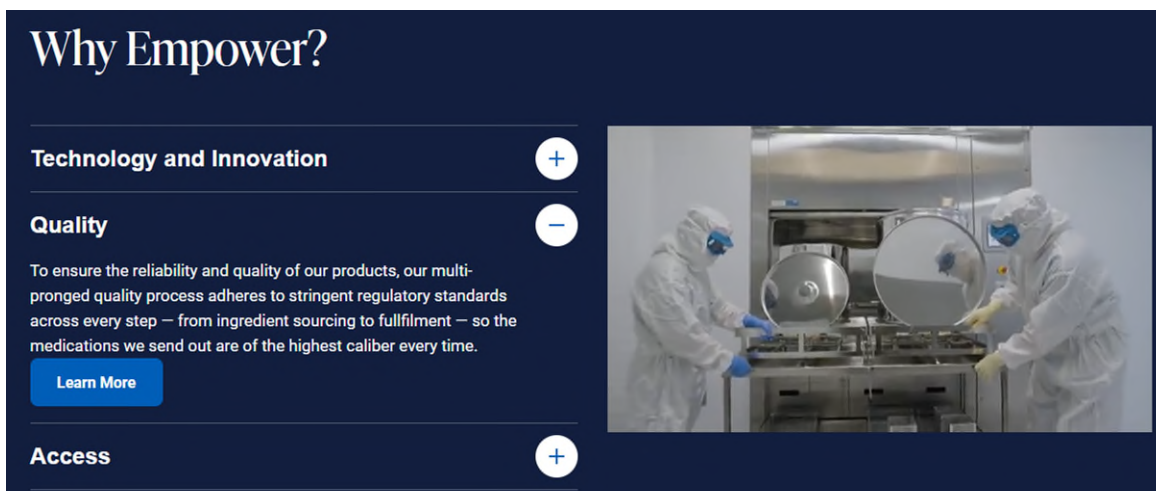 Why Empower?
Technology and Innovation
Quality
To ensure the reliability and quality of our products, our multi-
pronged quality process adheres to stringent regulatory standards
across every step — from ingredient sourcing to fullfilment — so the
medications we send out are of the highest caliber every time.
Learn More
Access